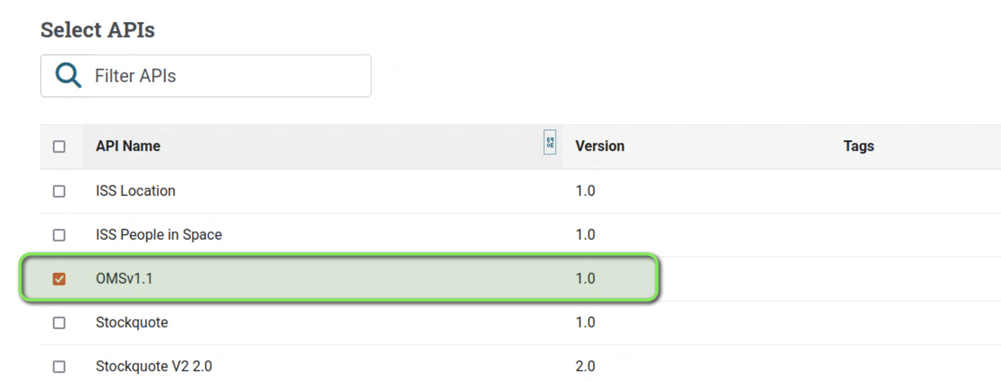 Select APIs
Filter APIs
API Name Version Tags
ISS Location 1.0
ISS People in Space 1.0
OMSv1.1 1.0
Stockquote 1.0
Stockquote V2 2.0 2.0